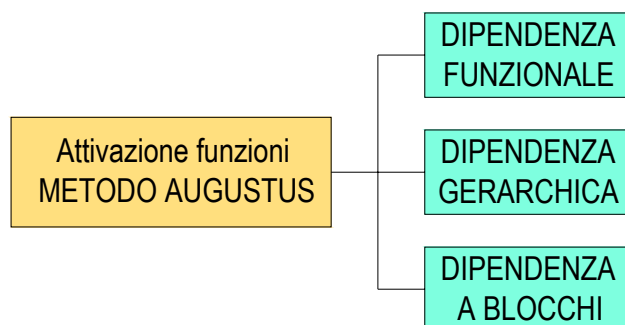 Attivazione funzioni
METODO AUGUSTUS
DIPENDENZA
FUNZIONALE
DIPENDENZA
GERARCHICA
DIPENDENZA
A BLOCCHI